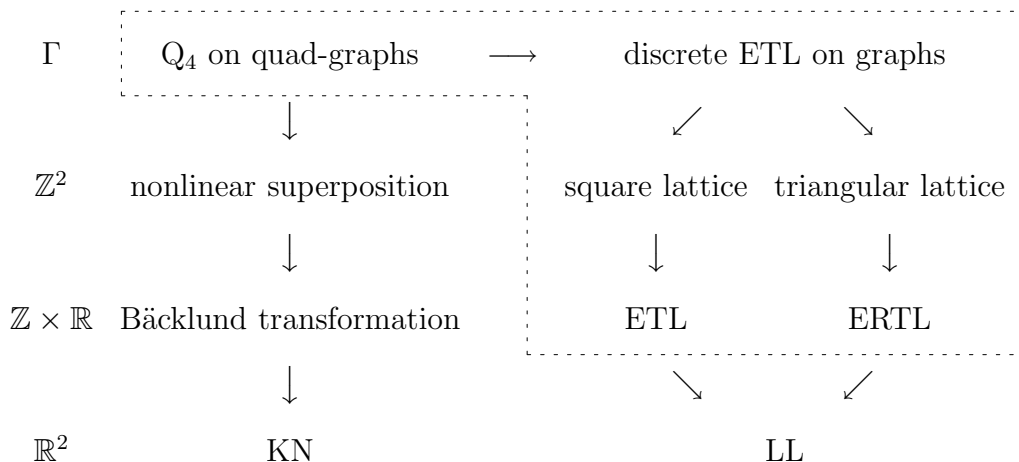 Γ Q₄ on quad-graphs ⟶ discrete ETL on graphs
↓ ↙ ↘
ℤ² nonlinear superposition square lattice triangular lattice
↓ ↓ ↓
ℤ × ℝ Bäcklund transformation ETL ERTL
↓ ↘ ↙
ℝ² KN LL